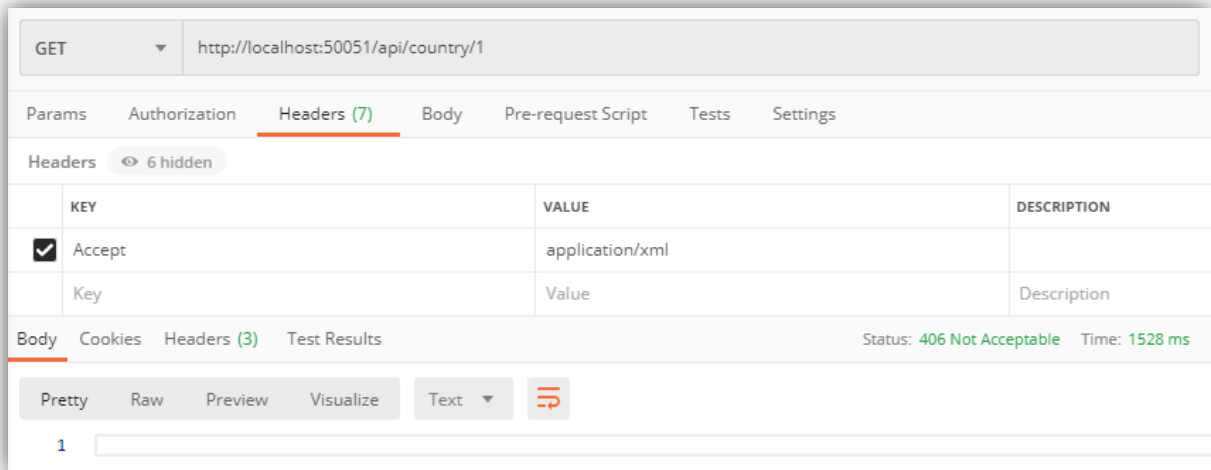 GET http://localhost:50051/api/country/1
Params Authorization Headers (7) Body Pre-request Script Tests Settings
Headers 6 hidden
KEY VALUE DESCRIPTION
Accept application/xml
Key Value Description
Body Cookies Headers (3) Test Results Status: 406 Not Acceptable Time: 1528 ms
Pretty Raw Preview Visualize Text
1